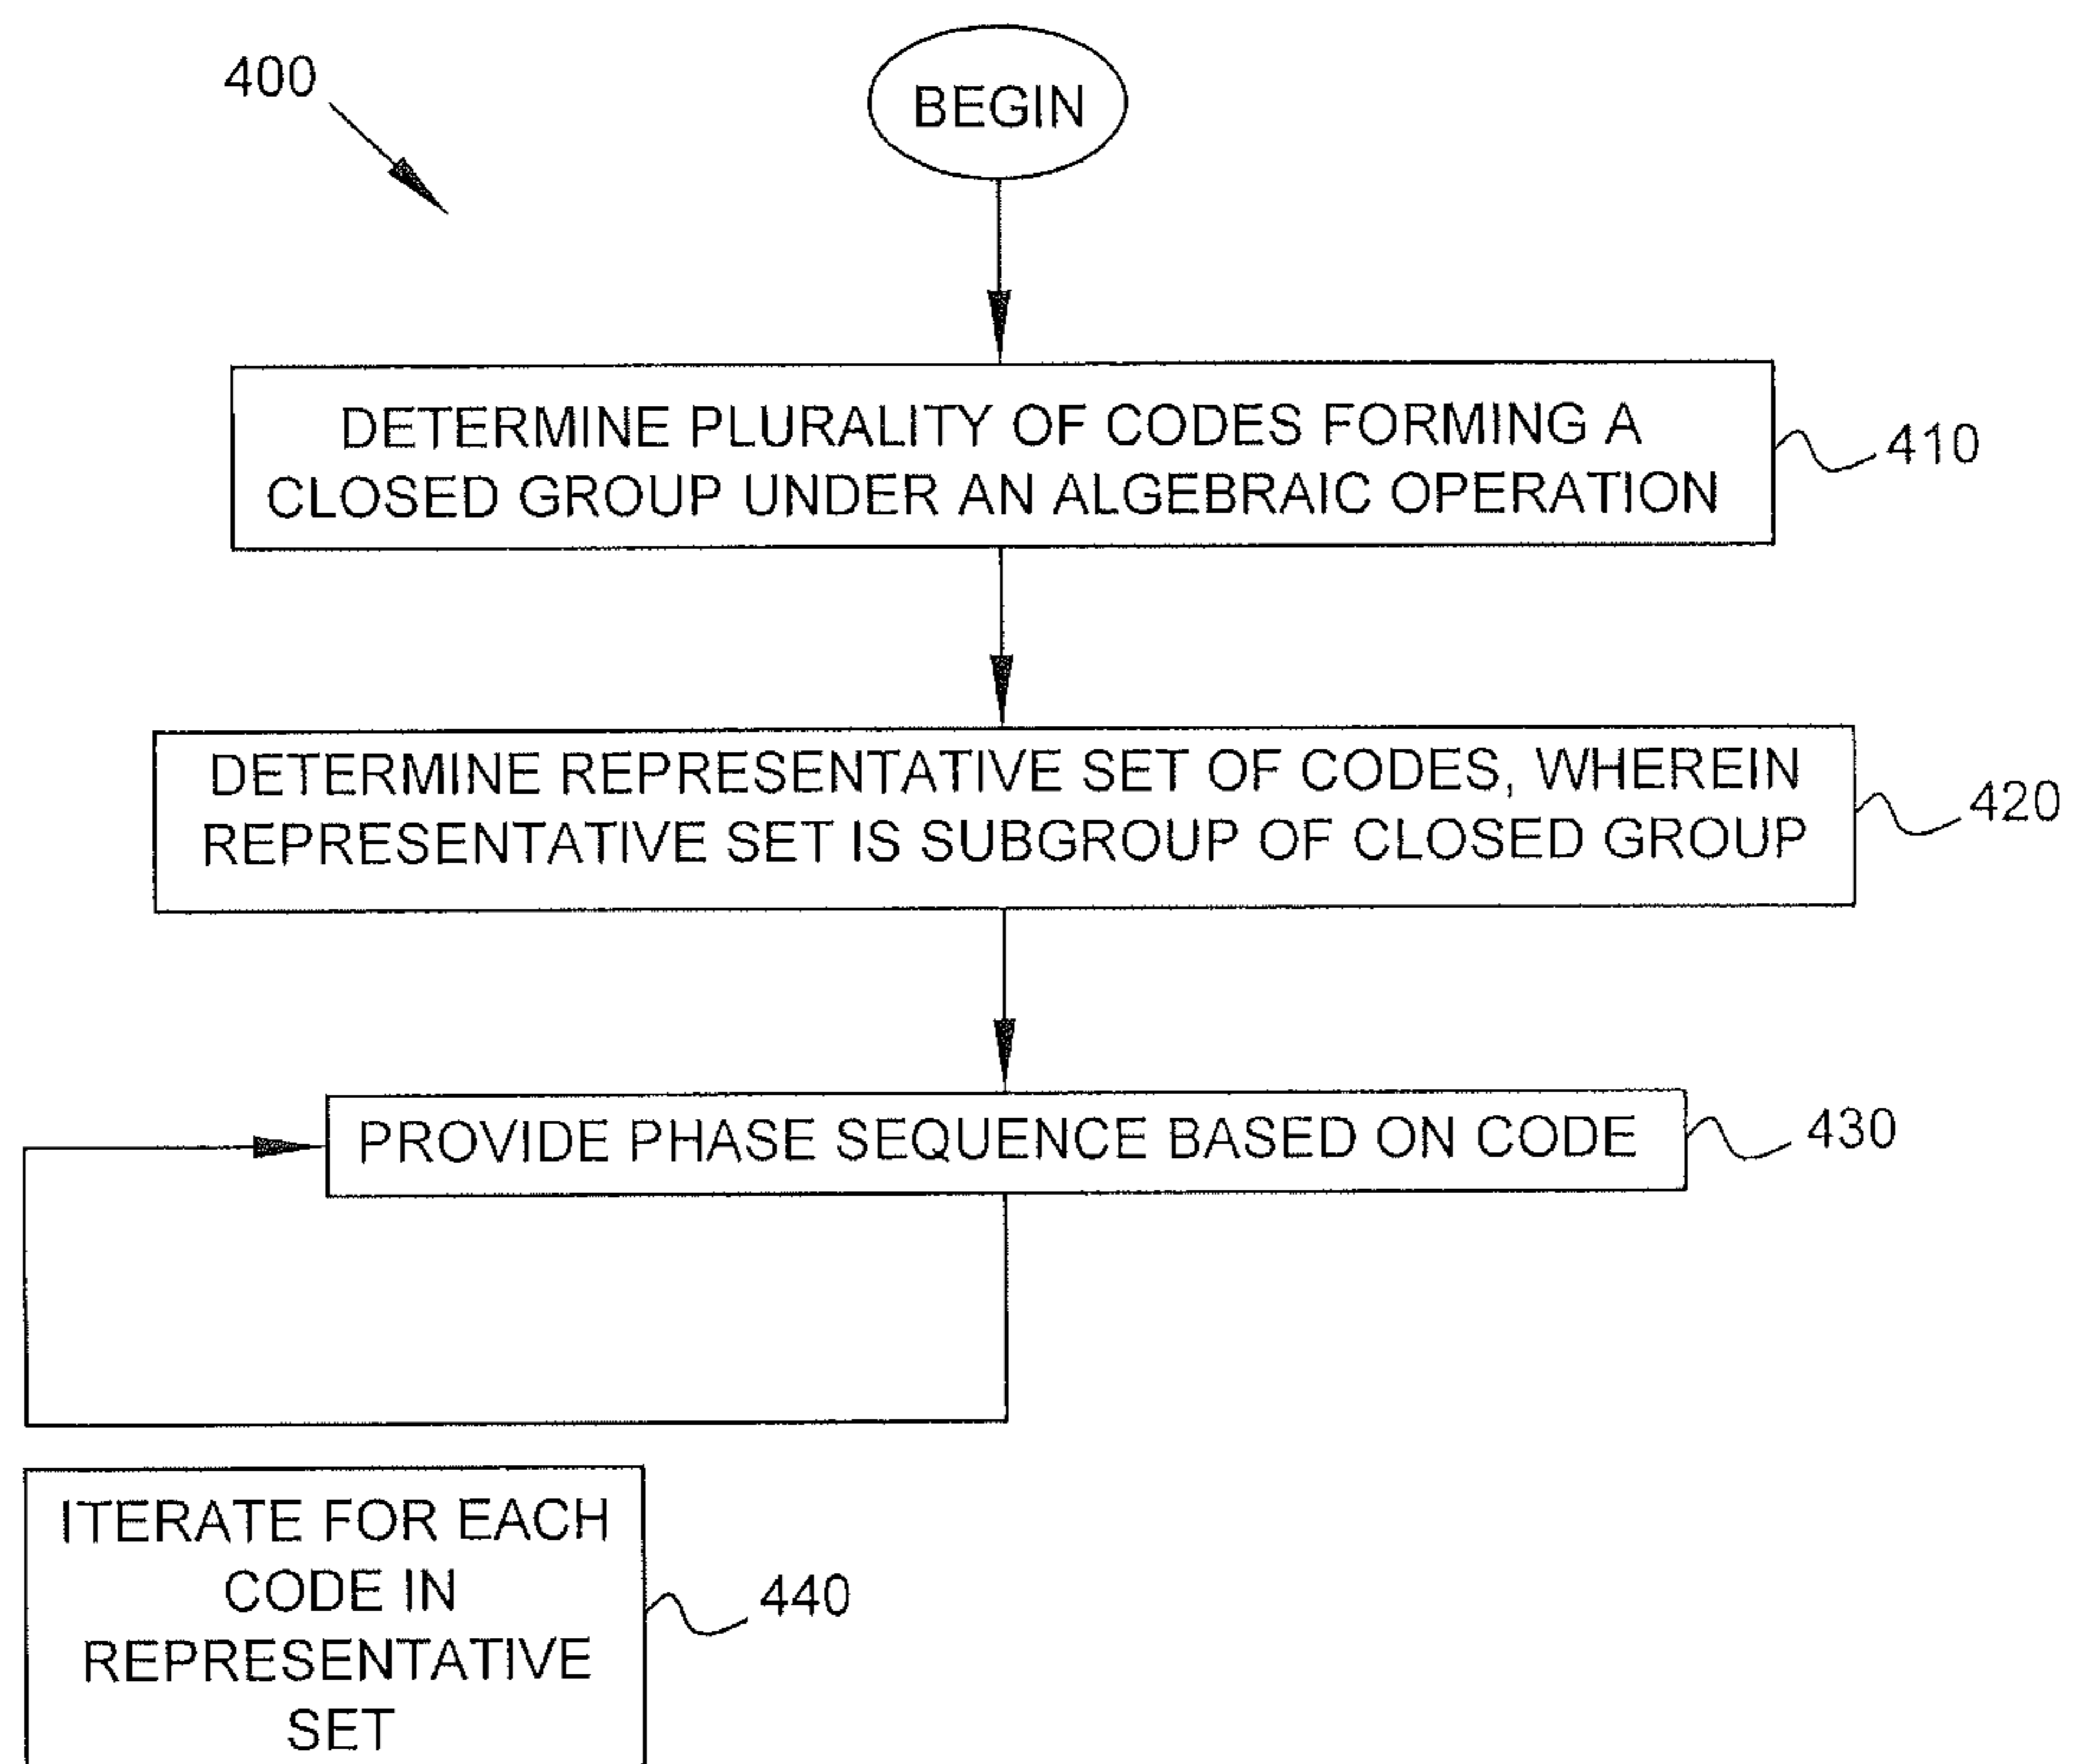 400
BEGIN
DETERMINE PLURALITY OF CODES FORMING A
CLOSED GROUP UNDER AN ALGEBRAIC OPERATION
410
DETERMINE REPRESENTATIVE SET OF CODES, WHEREIN
REPRESENTATIVE SET IS SUBGROUP OF CLOSED GROUP
420
PROVIDE PHASE SEQUENCE BASED ON CODE
430
ITERATE FOR EACH
CODE IN
REPRESENTATIVE
SET
440